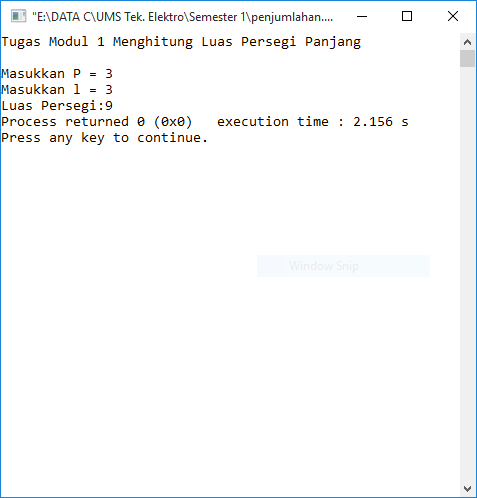 "E:\DATA C\UMS Tek. Elektro\Semester 1\penjumlahan....
Tugas Modul 1 Menghitung Luas Persegi Panjang
Masukkan P = 3
Masukkan l = 3
Luas Persegi:9
Process returned 0 (0x0)   execution time : 2.156 s
Press any key to continue.
Window Snip